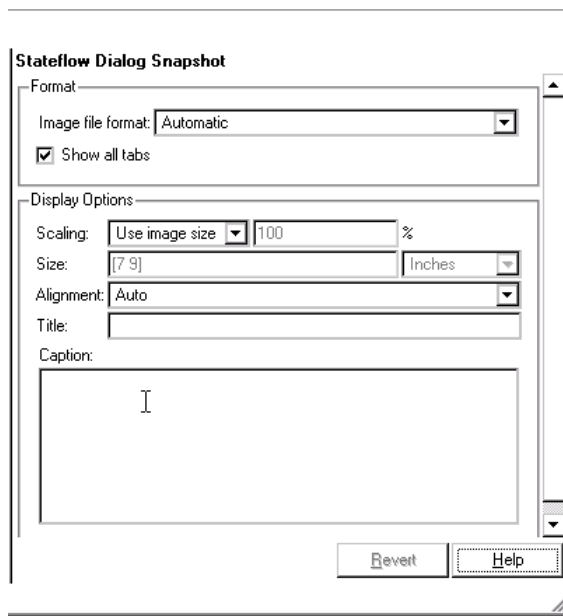 Stateflow Dialog Snapshot
Format
Image file format: Automatic
Show all tabs
Display Options
Scaling: Use image size 100 %
Size: [7 9] Inches
Alignment: Auto
Title:
Caption:
Revert Help